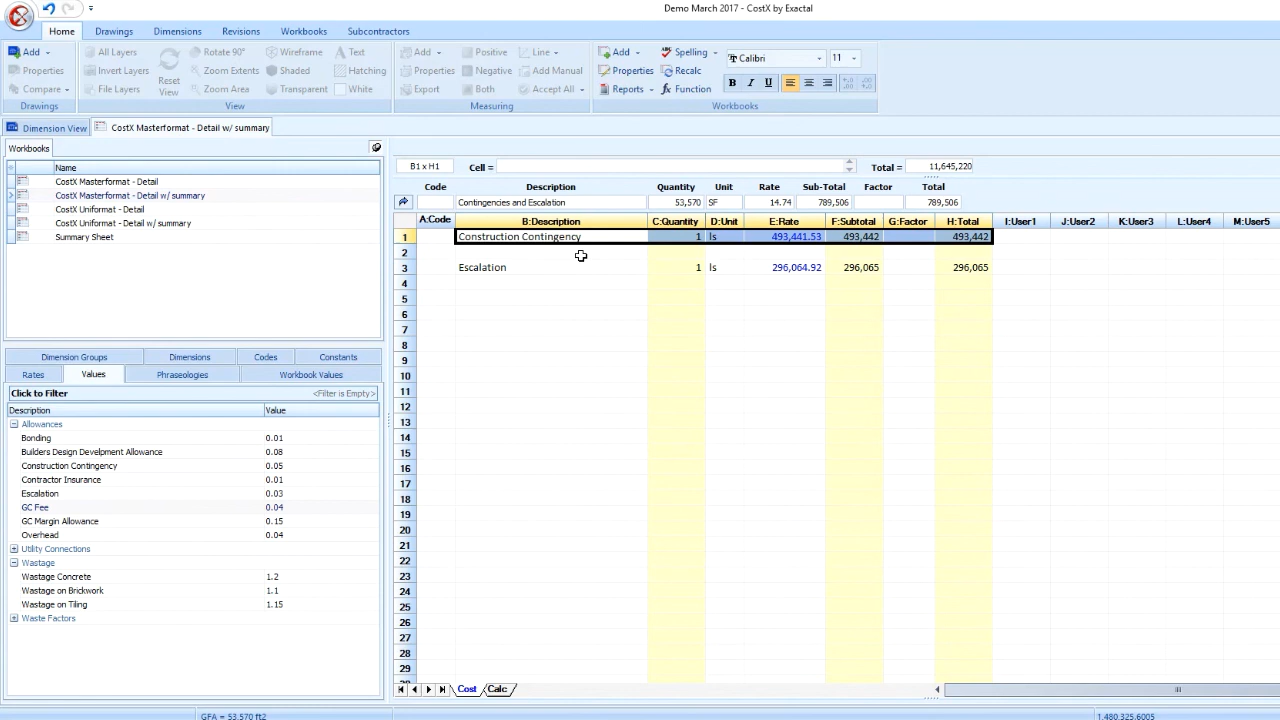 Demo March 2017 - CostX by Exactal
Home Drawings Dimensions Revisions Workbooks Subcontractors
Add All Layers Rotate 90° Wireframe Text Add Positive Line Add Spelling Calibri 11
Properties Invert Layers Reset View Zoom Extents Shaded Hatching Properties Negative Add Manual Properties Recalc B I U
Compare File Layers Zoom Area Transparent White Export Both Accept All Reports Function
Drawings View Measuring Workbooks
Dimension View CostX Masterformat - Detail w/ summary
Workbooks
B1 x H1 Cell = Total = 11,645,220
Name
CostX Masterformat - Detail
CostX Masterformat - Detail w/ summary
CostX Uniformat - Detail
CostX Uniformat - Detail w/ summary
Summary Sheet
Code Description Quantity Unit Rate Sub-Total Factor Total
Contingencies and Escalation 53,570 SF 14.74 789,506 789,506
A:Code B:Description C:Quantity D:Unit E:Rate F:Subtotal G:Factor H:Total I:User1 J:User2 K:User3 L:User4 M:User5
1 Construction Contingency 1 ls 493,441.53 493,442 493,442
2
3 Escalation 1 ls 296,064.92 296,065 296,065
4
5
6
7
8
9
10
11
12
13
14
15
16
17
18
19
20
21
22
23
24
25
26
27
28
29
Dimension Groups Dimensions Codes Constants
Rates Values Phraseologies Workbook Values
Click to Filter <Filter is Empty>
Description Value
Allowances
Bonding 0.01
Builders Design Develpment Allowance 0.08
Construction Contingency 0.05
Contractor Insurance 0.01
Escalation 0.03
GC Fee 0.04
GC Margin Allowance 0.15
Overhead 0.04
Utility Connections
Wastage
Wastage Concrete 1.2
Wastage on Brickwork 1.1
Wastage on Tiling 1.15
Waste Factors
Cost Calc
GFA = 53,570 ft2 1.480.325.6005